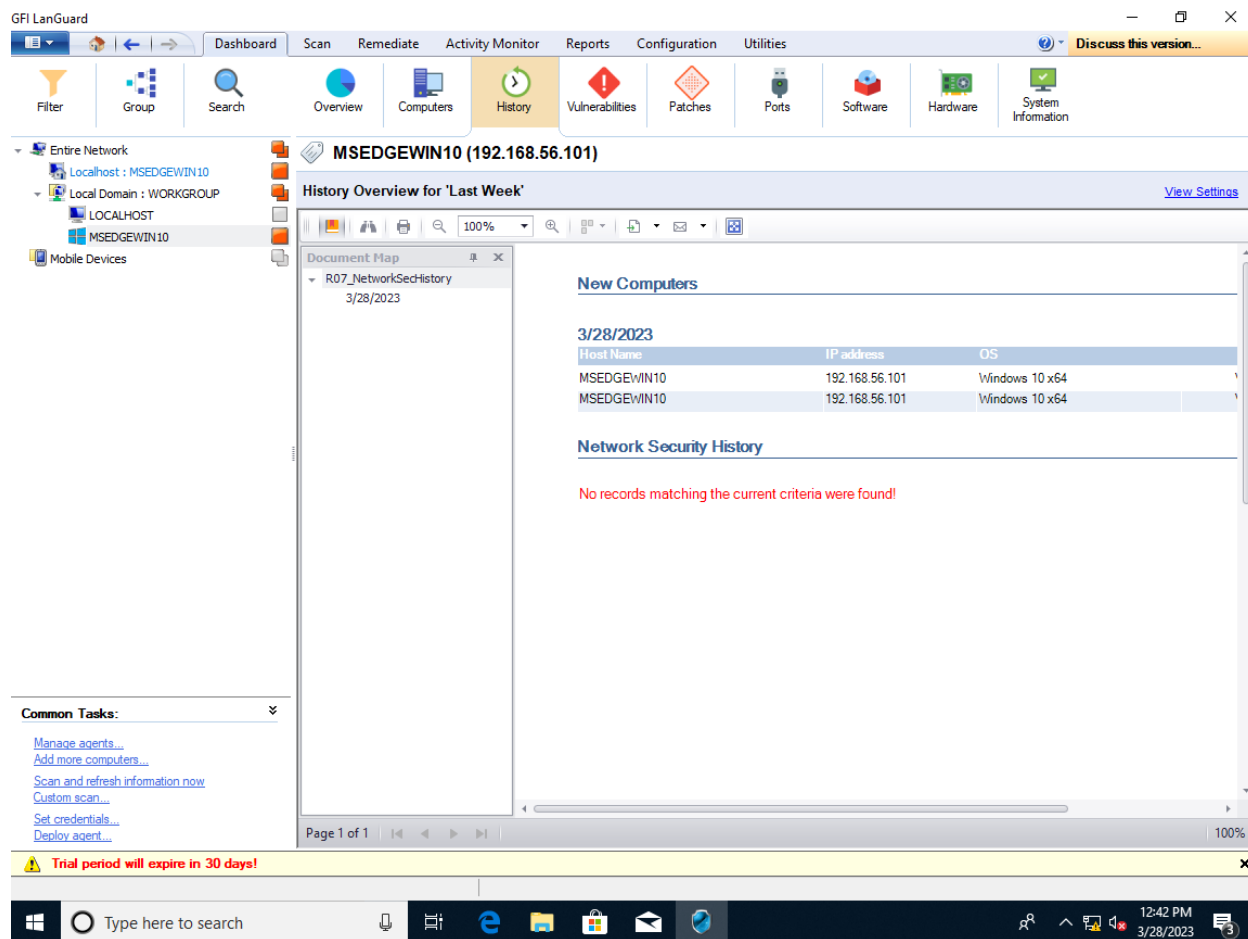 GFI LanGuard
Dashboard Scan Remediate Activity Monitor Reports Configuration Utilities Discuss this version...
Filter Group Search Overview Computers History Vulnerabilities Patches Ports Software Hardware System Information
Entire Network
Localhost : MSEDGEWIN10
Local Domain : WORKGROUP
LOCALHOST
MSEDGEWIN10
Mobile Devices
MSEDGEWIN10 (192.168.56.101)
History Overview for 'Last Week' View Settings
100%
Document Map
R07_NetworkSecHistory
3/28/2023
New Computers
3/28/2023
Host Name IP address OS
MSEDGEWIN10 192.168.56.101 Windows 10 x64
MSEDGEWIN10 192.168.56.101 Windows 10 x64
Network Security History
No records matching the current criteria were found!
Common Tasks:
Manage agents...
Add more computers...
Scan and refresh information now
Custom scan...
Set credentials...
Deploy agent...
Page 1 of 1 100%
Trial period will expire in 30 days!
Type here to search
12:42 PM
3/28/2023
3